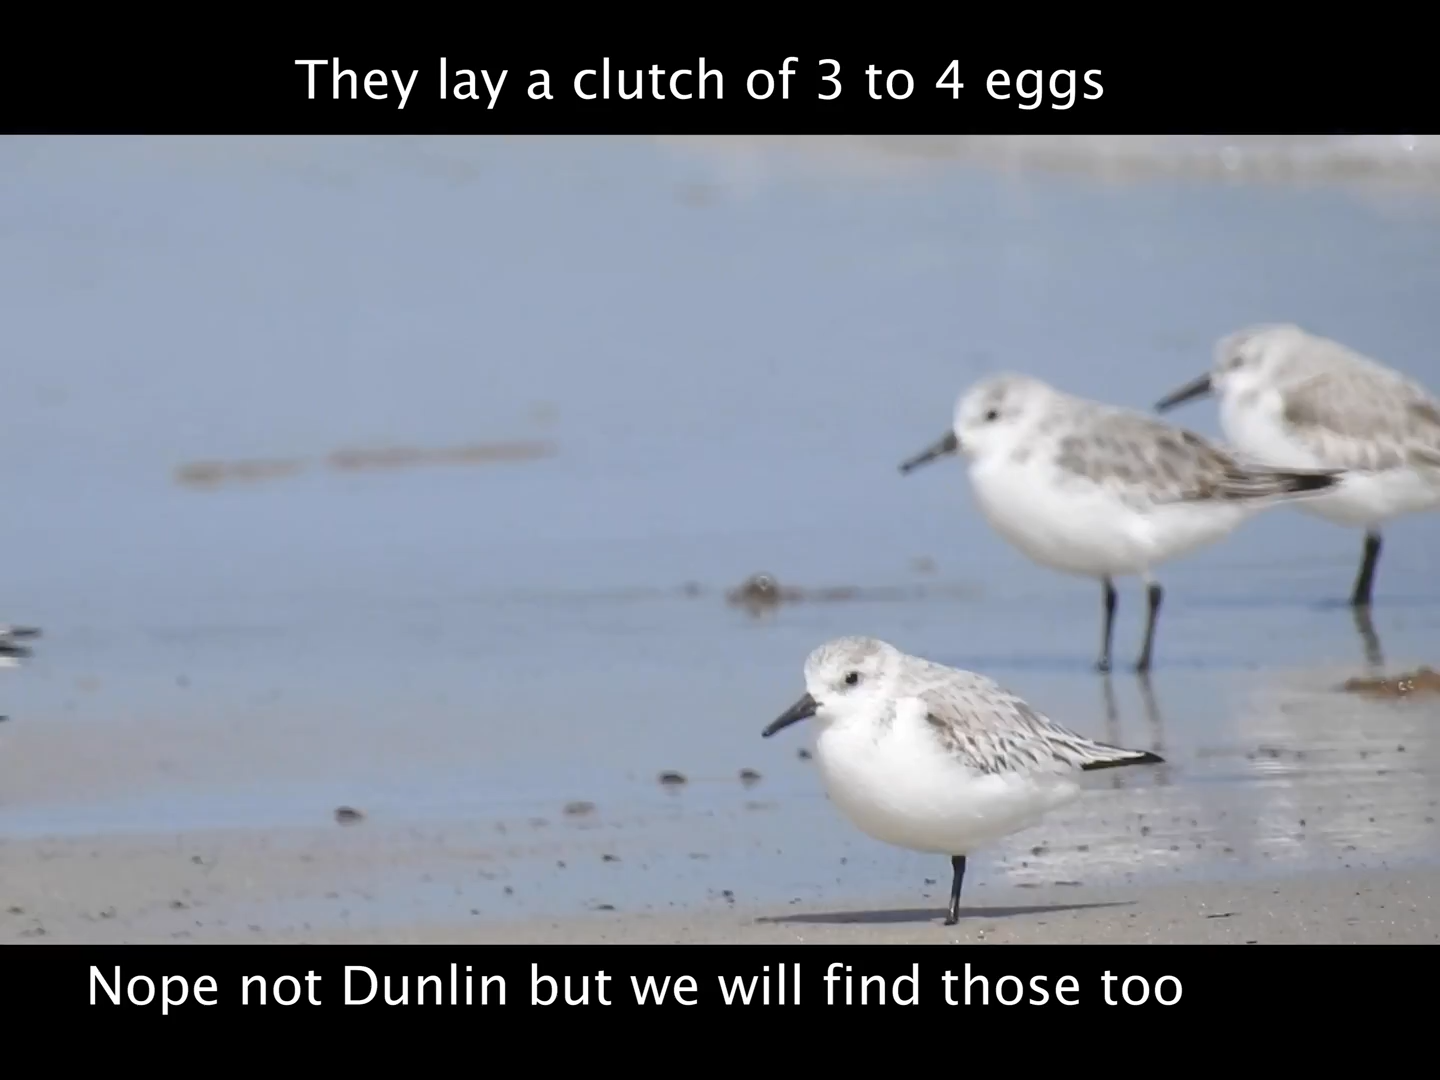 They lay a clutch of 3 to 4 eggs
Nope not Dunlin but we will find those too